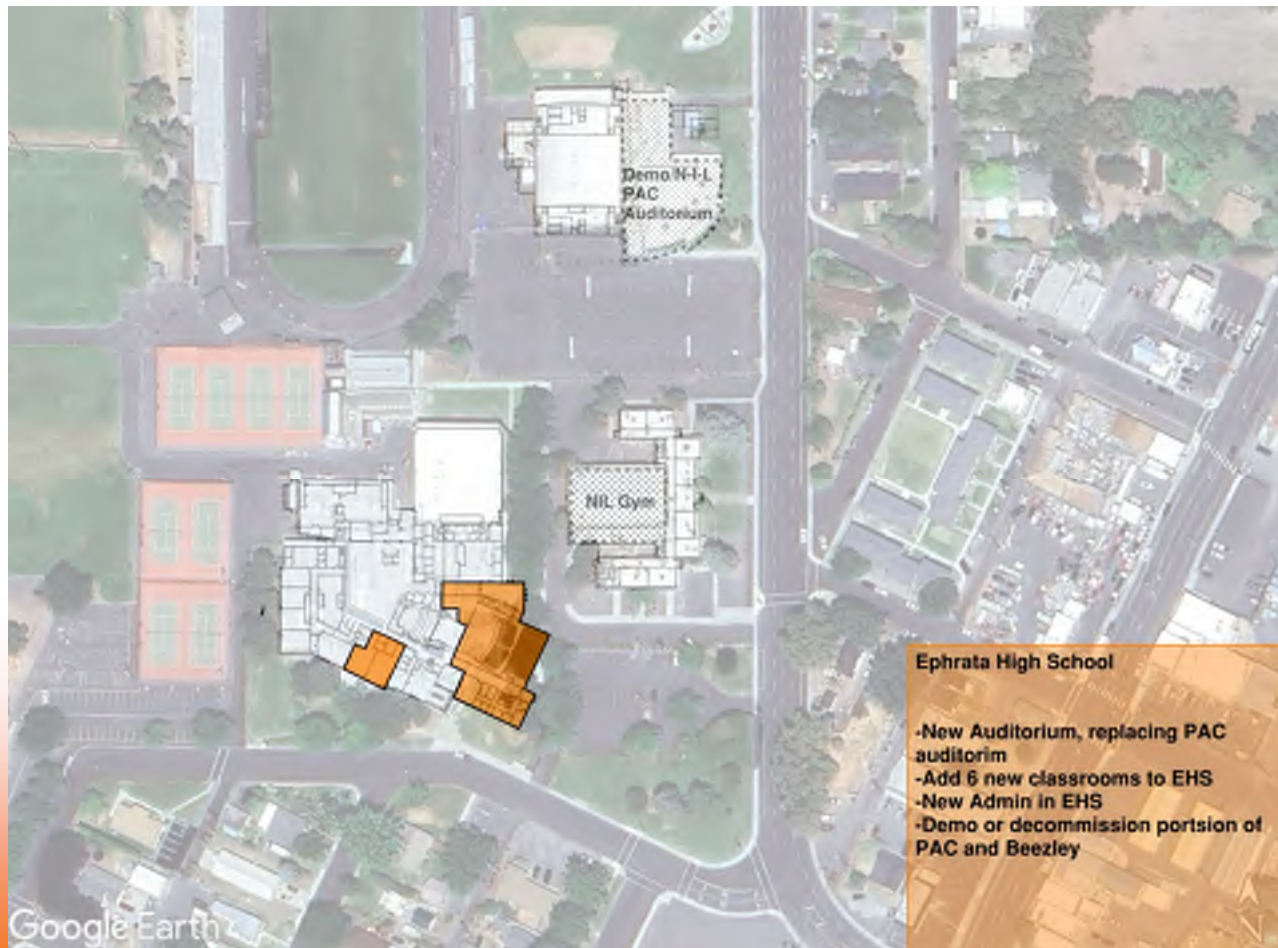 Demo/N-I-L
PAC
Auditorium
NIL Gym
Ephrata High School
-New Auditorium, replacing PAC
auditorim
-Add 6 new classrooms to EHS
-New Admin in EHS
-Demo or decommission portsion of
PAC and Beezley
Google Earth
N